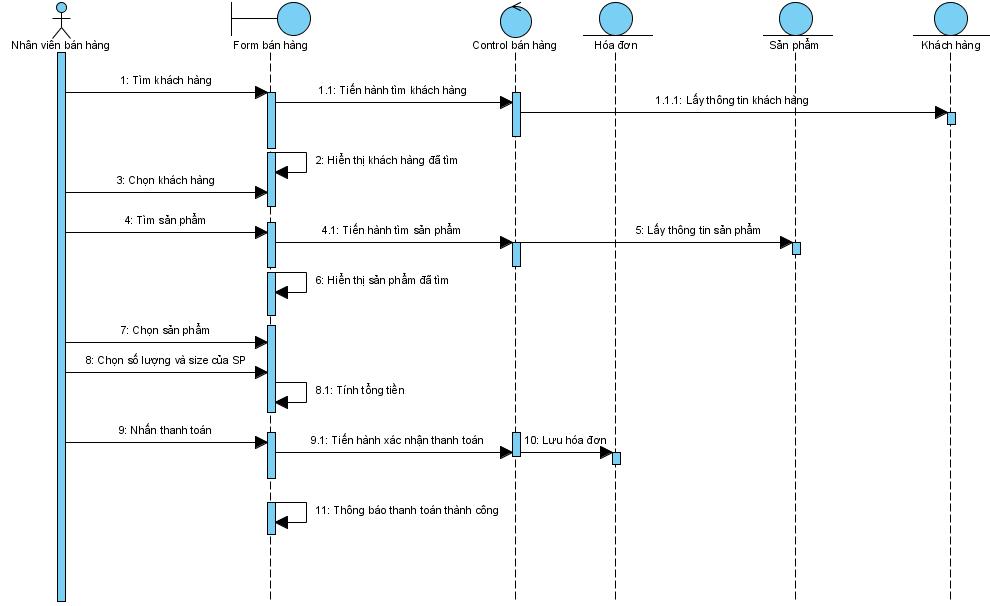 Nhân viên bán hàng
Form bán hàng
Control bán hàng
Hóa đơn
Sản phẩm
Khách hàng
1: Tìm khách hàng
1.1: Tiến hành tìm khách hàng
1.1.1: Lấy thông tin khách hàng
2: Hiển thị khách hàng đã tìm
3: Chọn khách hàng
4: Tìm sản phẩm
4.1: Tiến hành tìm sản phẩm
5: Lấy thông tin sản phẩm
6: Hiển thị sản phẩm đã tìm
7: Chọn sản phẩm
8: Chọn số lượng và size của SP
8.1: Tính tổng tiền
9: Nhấn thanh toán
9.1: Tiến hành xác nhận thanh toán
10: Lưu hóa đơn
11: Thông báo thanh toán thành công